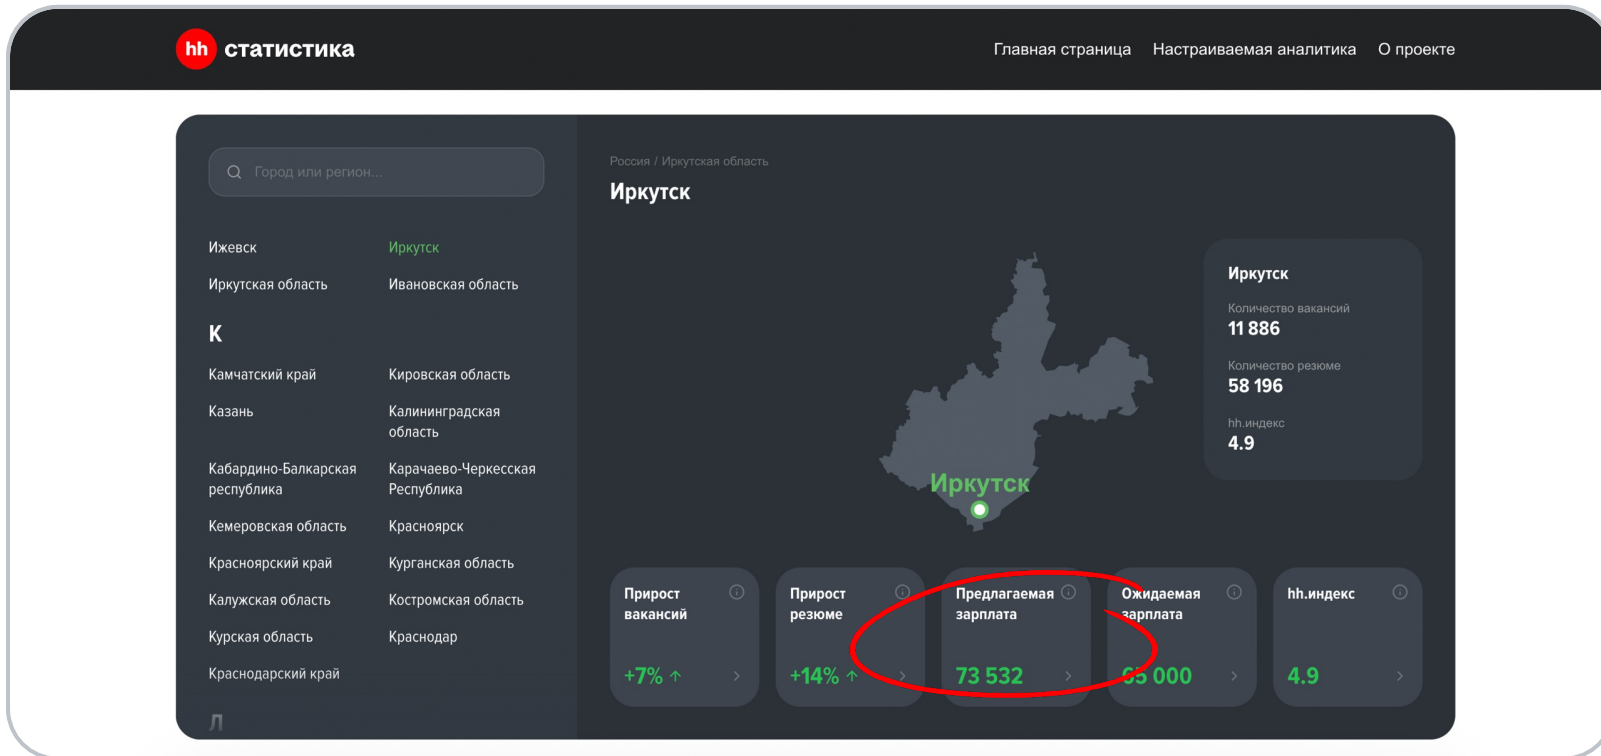 hh статистика
Главная страница Настраиваемая аналитика О проекте
Город или регион...
Ижевск Иркутск
Иркутская область Ивановская область
К
Камчатский край Кировская область
Казань Калининградская
область
Кабардино-Балкарская Карачаево-Черкесская
республика Республика
Кемеровская область Красноярск
Красноярский край Курганская область
Калужская область Костромская область
Курская область Краснодар
Краснодарский край
Л
Россия / Иркутская область
Иркутск
Иркутск
Иркутск
Количество вакансий
11 886
Количество резюме
58 196
hh.индекс
4.9
Прирост
вакансий
+7% ↑
Прирост
резюме
+14% ↑
Предлагаемая
зарплата
73 532
Ожидаемая
зарплата
65 000
hh.индекс
4.9